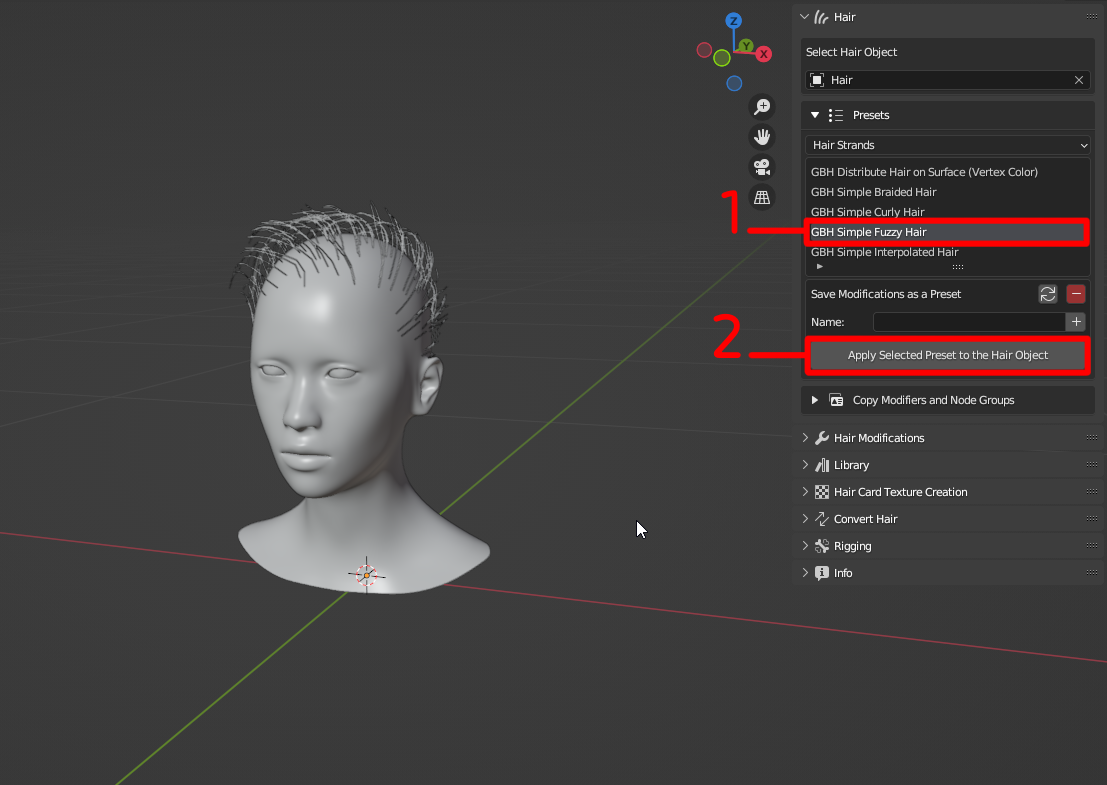 Z
Y
X
Hair
Select Hair Object
Hair
Presets
Hair Strands
GBH Distribute Hair on Surface (Vertex Color)
GBH Simple Braided Hair
GBH Simple Curly Hair
1
GBH Simple Fuzzy Hair
GBH Simple Interpolated Hair
Save Modifications as a Preset
Name:
2
Apply Selected Preset to the Hair Object
Copy Modifiers and Node Groups
Hair Modifications
Library
Hair Card Texture Creation
Convert Hair
Rigging
Info